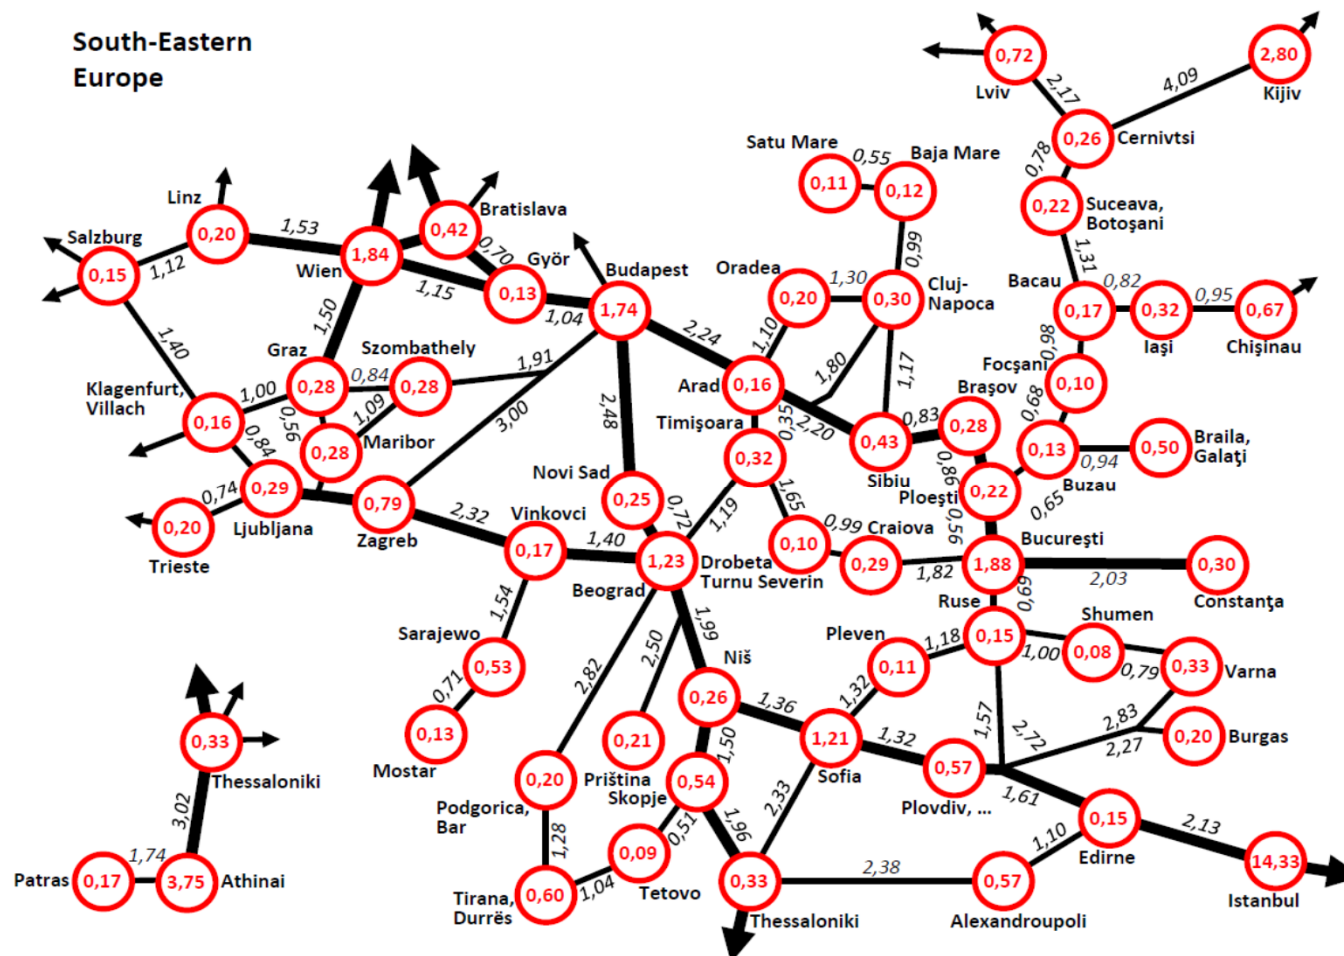 South-Eastern
Europe
0,72
Lviv
2,80
Kijiv
2,17
4,09
0,26
Cernivtsi
0,78
0,22
Suceava,
Botoşani
1,31
Satu Mare
0,55
Baja Mare
0,11
0,12
0,99
Linz
0,20
1,53
Salzburg
0,15
1,12
Wien
1,84
Bratislava
0,42
0,70
Györ
0,13
1,15
1,04
Budapest
1,74
2,24
Oradea
0,20
1,30
0,30
Cluj-
Napoca
1,10
1,80
1,17
Bacau
0,17
0,82
0,32
Iaşi
0,95
0,67
Chişinau
0,98
Focşani
0,10
0,68
1,40
1,50
Graz
0,28
0,84
Szombathely
0,28
1,91
Klagenfurt,
Villach
0,16
1,00
0,56
1,09
Maribor
0,28
3,00
2,48
Arad
0,16
0,35
2,20
Timişoara
0,32
0,43
Sibiu
0,83
Braşov
0,28
0,86
Ploeşti
0,22
0,65
0,13
Buzau
0,94
0,50
Braila,
Galaţi
0,84
0,74
0,20
Trieste
0,29
Ljubljana
0,79
Zagreb
2,32
Vinkovci
0,17
1,40
Novi Sad
0,25
0,72
1,19
1,65
Beograd
1,23
Drobeta
Turnu Severin
0,10
0,99
Craiova
0,29
1,82
0,56
Bucureşti
1,88
2,03
0,30
Constanţa
0,69
Ruse
0,15
1,54
Sarajewo
0,53
0,71
0,13
Mostar
2,82
2,50
1,99
Niš
0,26
1,36
Pleven
0,11
1,18
1,32
1,00
Shumen
0,08
0,79
0,33
Varna
1,57
2,72
2,83
2,27
0,20
Burgas
0,33
Thessaloniki
3,02
Patras
0,17
1,74
3,75
Athinai
0,20
Podgorica,
Bar
1,28
0,21
Priština
1,50
Skopje
0,54
0,51
1,96
1,21
Sofia
1,32
0,57
Plovdiv, ...
1,61
2,33
0,60
Tirana,
Durrës
1,04
0,09
Tetovo
0,33
Thessaloniki
2,38
0,57
Alexandroupoli
1,10
0,15
Edirne
2,13
14,33
Istanbul